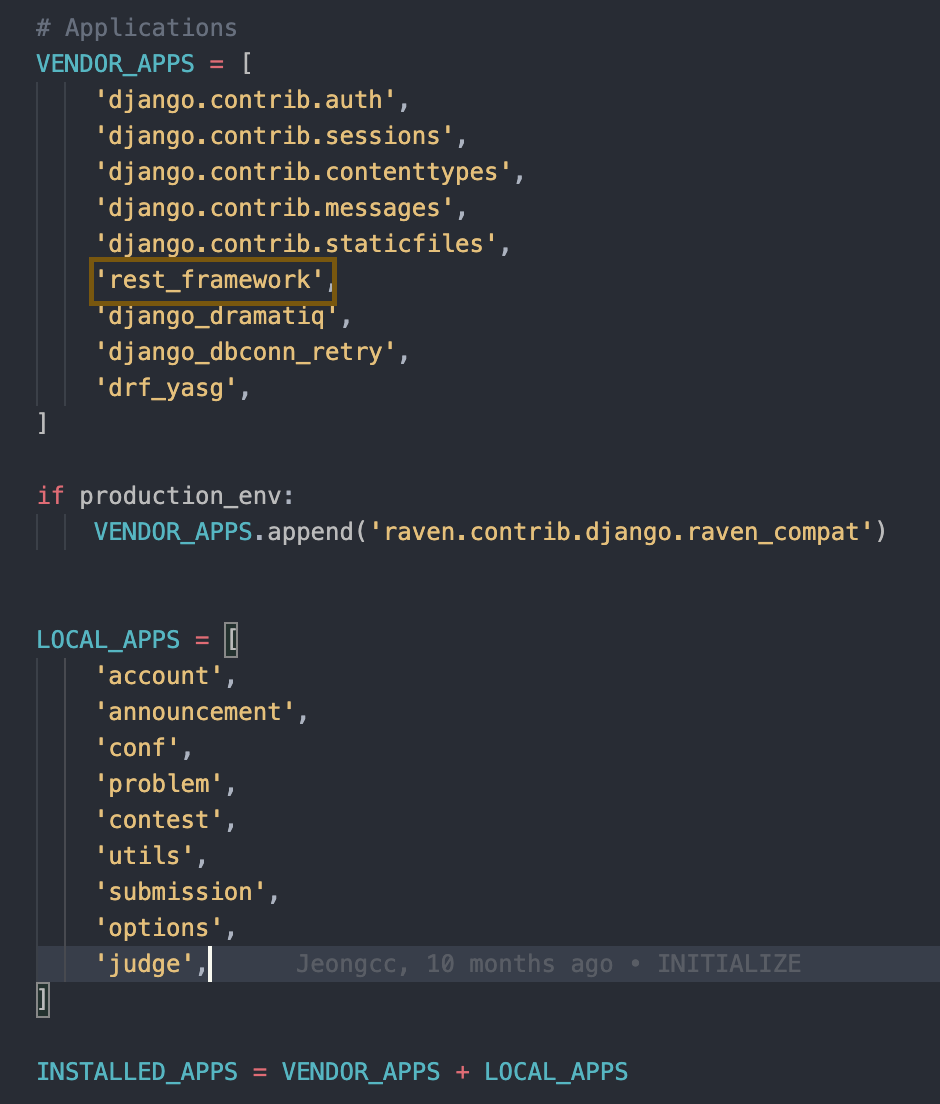 # Applications
VENDOR_APPS = [
    'django.contrib.auth',
    'django.contrib.sessions',
    'django.contrib.contenttypes',
    'django.contrib.messages',
    'django.contrib.staticfiles',
    'rest_framework',
    'django_dramatiq',
    'django_dbconn_retry',
    'drf_yasg',
]
if production_env:
    VENDOR_APPS.append('raven.contrib.django.raven_compat')
LOCAL_APPS = [
    'account',
    'announcement',
    'conf',
    'problem',
    'contest',
    'utils',
    'submission',
    'options',
    'judge',      Jeongcc, 10 months ago • INITIALIZE
]
INSTALLED_APPS = VENDOR_APPS + LOCAL_APPS